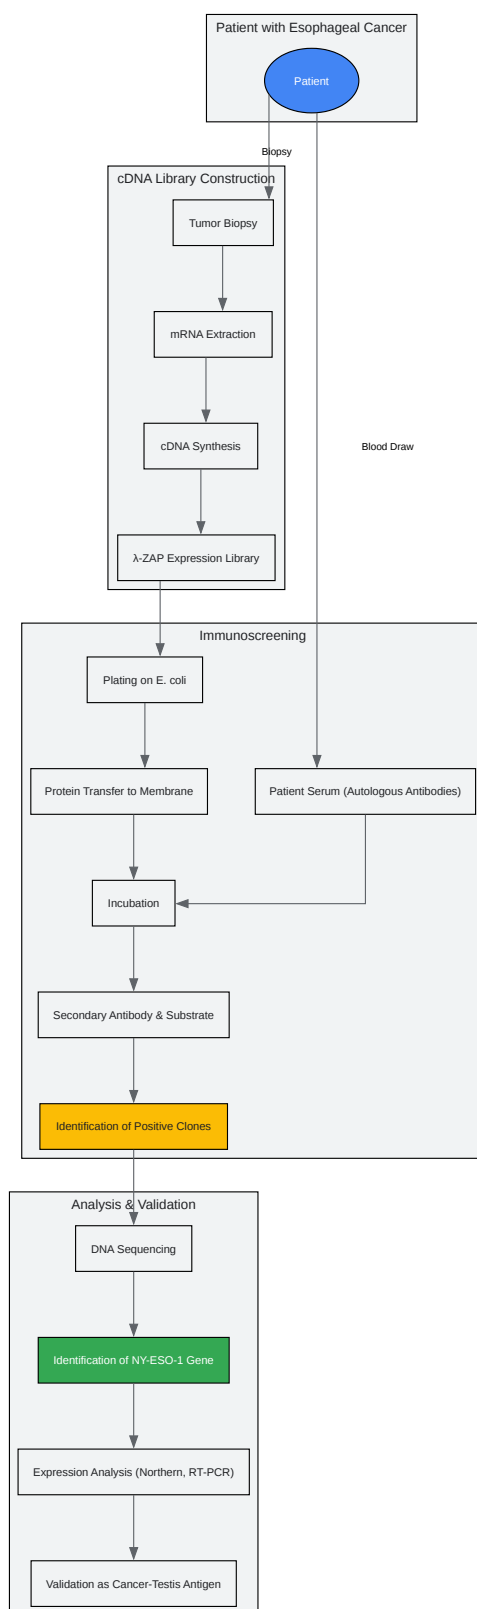 Patient with Esophageal Cancer
Patient
Biopsy
cDNA Library Construction
Tumor Biopsy
mRNA Extraction
cDNA Synthesis
Blood Draw
λ-ZAP Expression Library
Immunoscreening
Plating on E. coli
Protein Transfer to Membrane
Patient Serum (Autologous Antibodies)
Incubation
Secondary Antibody & Substrate
Identification of Positive Clones
Analysis & Validation
DNA Sequencing
Identification of NY-ESO-1 Gene
Expression Analysis (Northern, RT-PCR)
Validation as Cancer-Testis Antigen